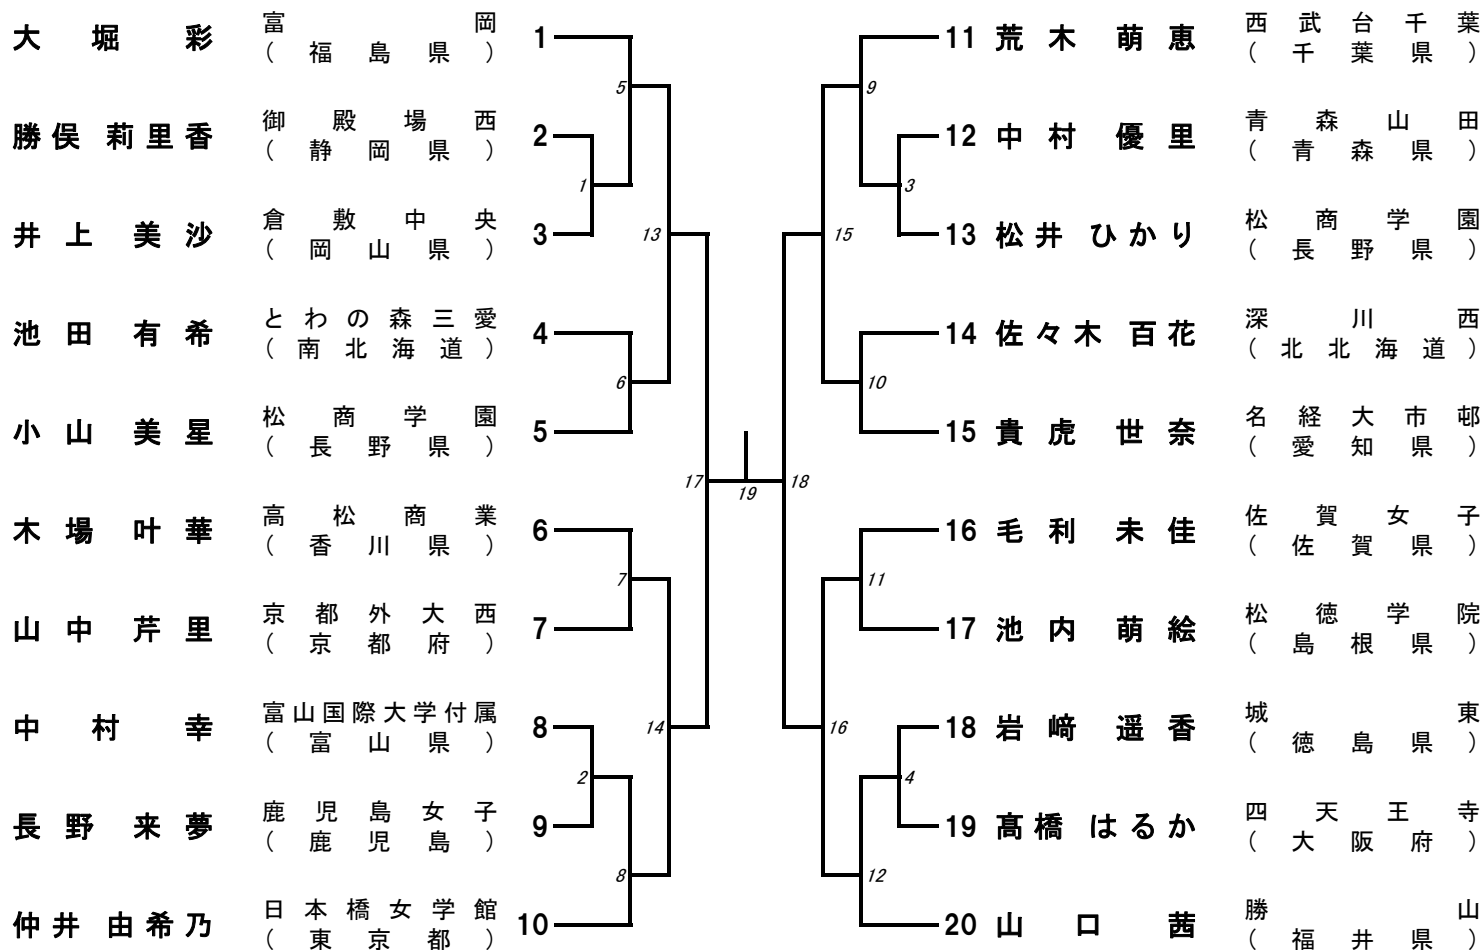 大堀彩 富岡 1
(福島県)
5
勝俣 莉里香 御殿場西 2
(静岡県)
1
井上美沙 倉敷中央 3
(岡山県)
13
池田有希 とわの森三愛 4
(南北海道)
6
小山美星 松商学園 5
(長野県)
17
木場叶華 高松商業 6
(香川県)
7
山中芹里 京都外大西 7
(京都府)
中村幸 富山国際大学付属 8
(富山県)
14
2
長野来夢 鹿児島女子 9
(鹿児島)
8
仲井 由希乃 日本橋女学館 10
(東京都)
19
11 荒木萌恵 西武台千葉
(千葉県)
9
12 中村優里 青森山田
(青森県)
3
13 松井 ひかり 松商学園
(長野県)
15
14 佐々木 百花 深川西
(北北海道)
10
15 貴虎世奈 名経大市邨
(愛知県)
18
16 毛利未佳 佐賀女子
(佐賀県)
11
17 池内萌絵 松徳学院
(島根県)
18 岩﨑遥香 城東
(徳島県)
16
4
19 髙橋 はるか 四天王寺
(大阪府)
12
20 山口茜 勝山
(福井県)